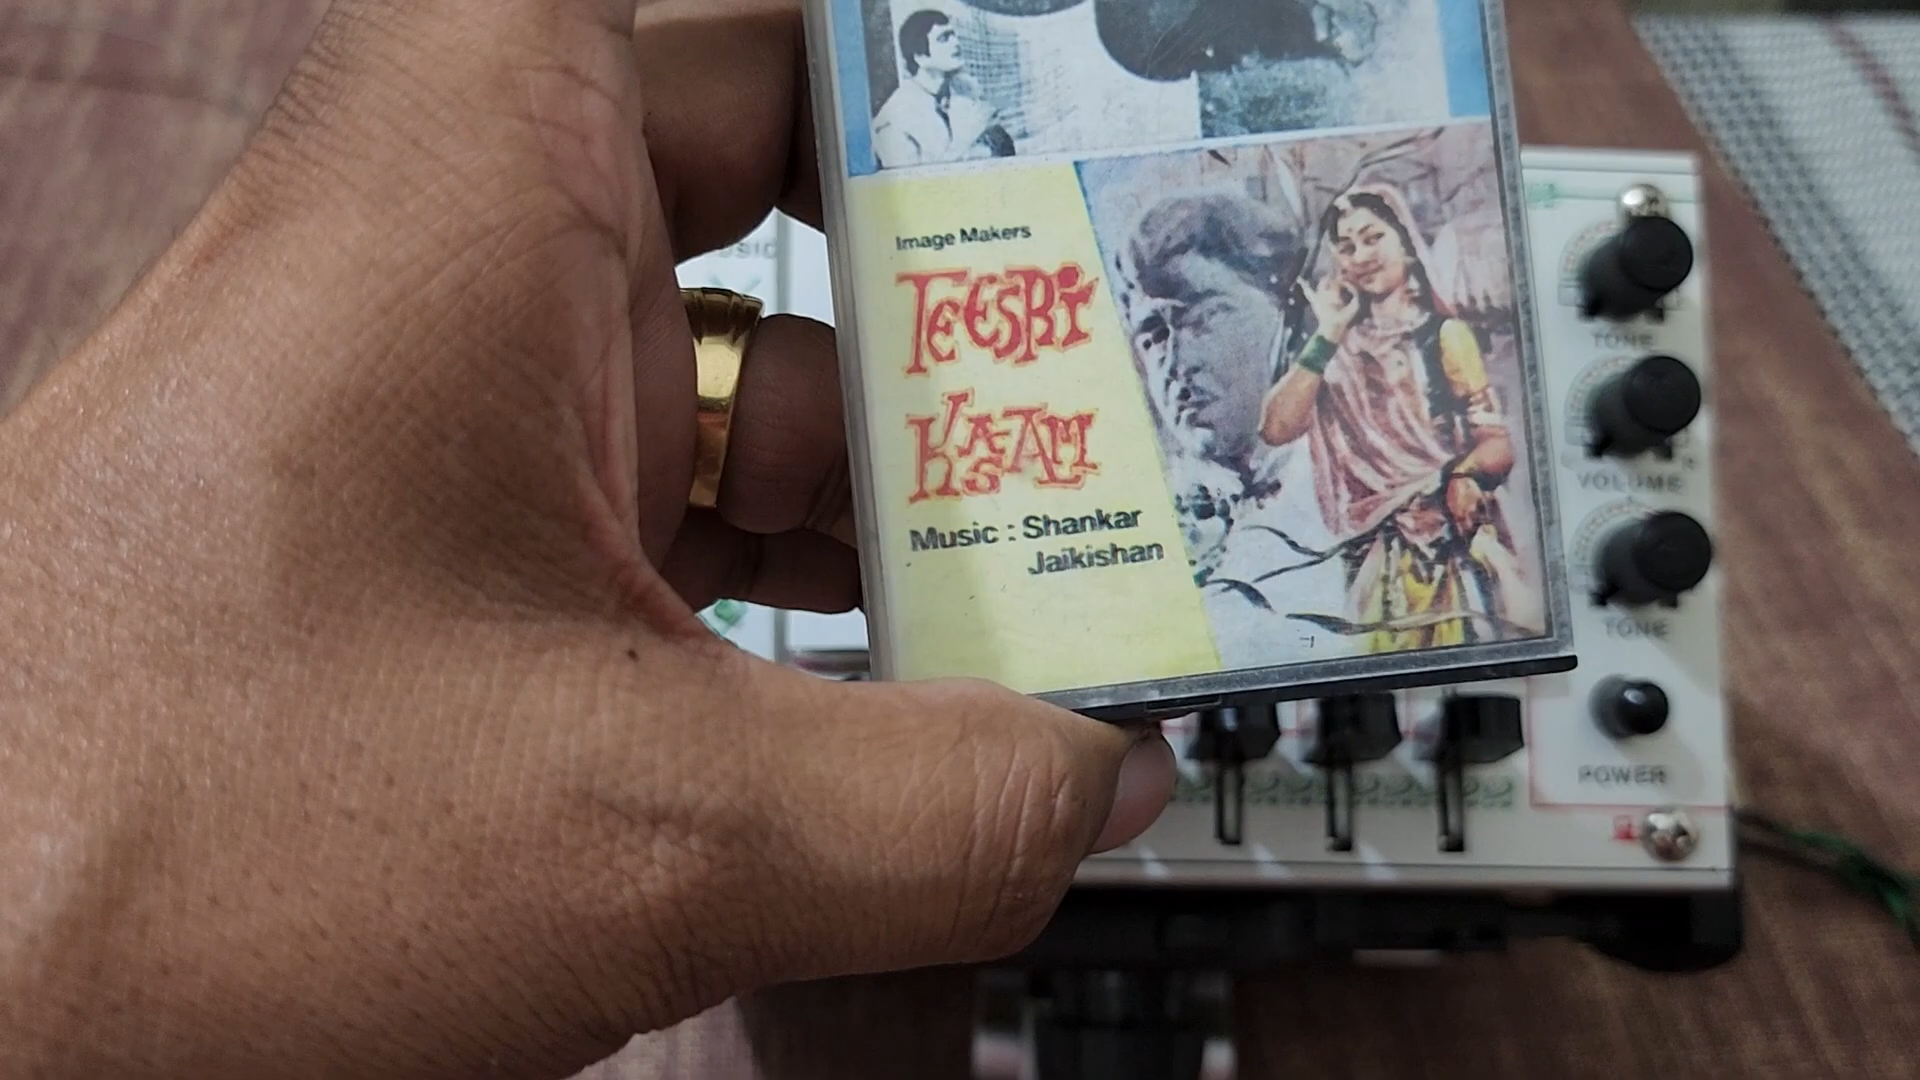 Image Makers
TEESRI
KASAM
Music : Shankar
Jaikishan
TONE
VOLUME
TONE
POWER